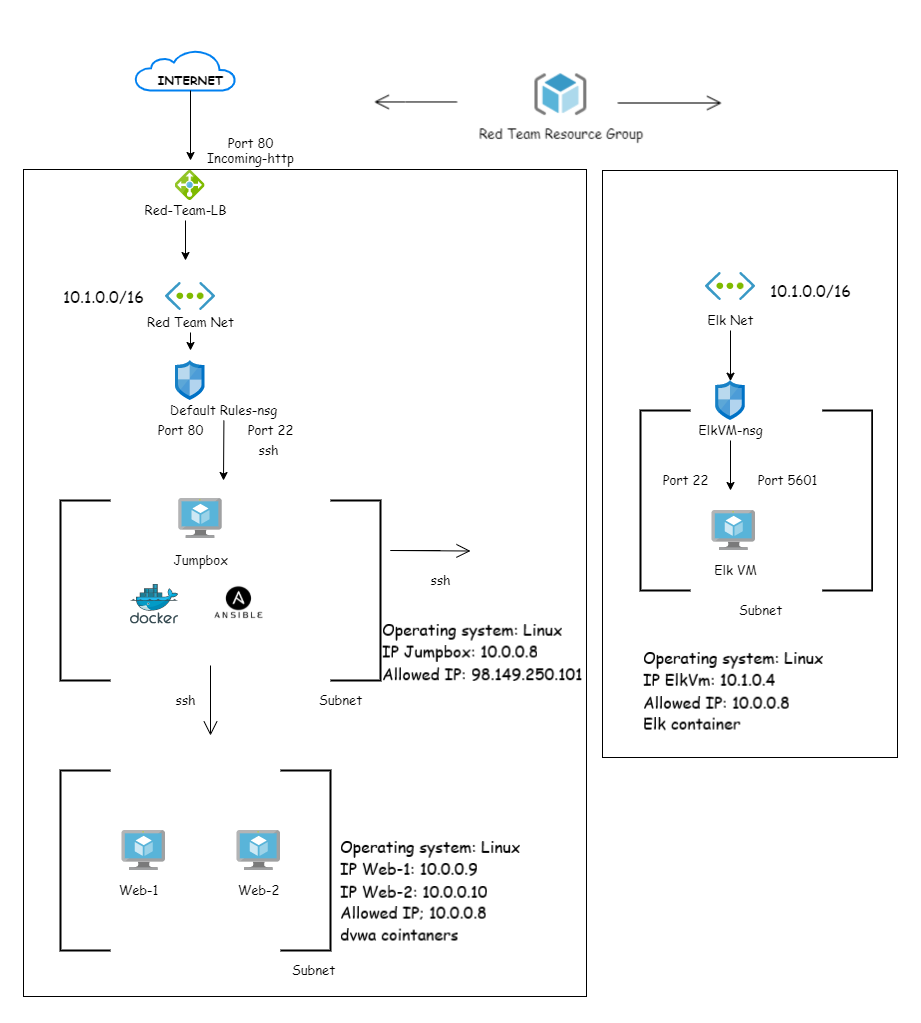 INTERNET
Port 80
Incoming-http
Red Team Resource Group
Red-Team-LB
10.1.0.0/16
Red Team Net
Default Rules-nsg
Port 80
Port 22
ssh
Jumpbox
docker
ANSIBLE
ssh
Operating system: Linux
IP Jumpbox: 10.0.0.8
Allowed IP: 98.149.250.101
Subnet
ssh
Web-1
Web-2
Operating system: Linux
IP Web-1: 10.0.0.9
IP Web-2: 10.0.0.10
Allowed IP; 10.0.0.8
dvwa cointaners
Subnet
10.1.0.0/16
Elk Net
ElkVM-nsg
Port 22
Port 5601
Elk VM
Subnet
Operating system: Linux
IP ElkVm: 10.1.0.4
Allowed IP: 10.0.0.8
Elk container